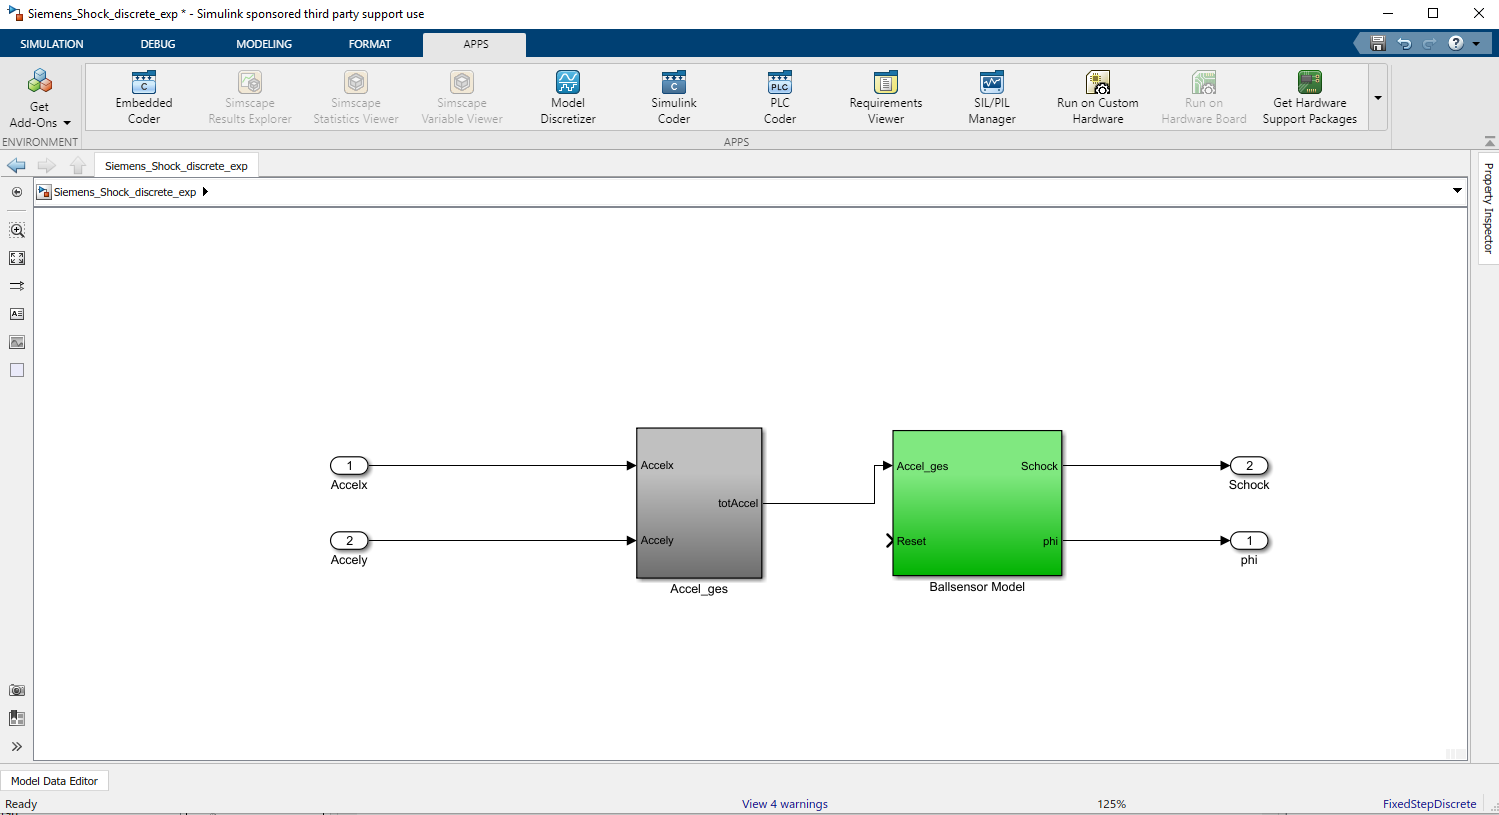 Siemens_Shock_discrete_exp * - Simulink sponsored third party support use
SIMULATION
DEBUG
MODELING
FORMAT
APPS
?
Get
Add-Ons
C
Embedded
Coder
Simscape
Results Explorer
Simscape
Statistics Viewer
Simscape
Variable Viewer
Model
Discretizer
C
Simulink
Coder
PLC
PLC
Coder
Requirements
Viewer
SIL/PIL
Manager
Run on Custom
Hardware
Run on
Hardware Board
Get Hardware
Support Packages
ENVIRONMENT
APPS
Siemens_Shock_discrete_exp
Siemens_Shock_discrete_exp
Property Inspector
1
Accelx
2
Accely
Accelx
totAccel
Accely
Accel_ges
Accel_ges
Schock
Reset
phi
Ballsensor Model
2
Schock
1
phi
Model Data Editor
Ready
View 4 warnings
125%
FixedStepDiscrete